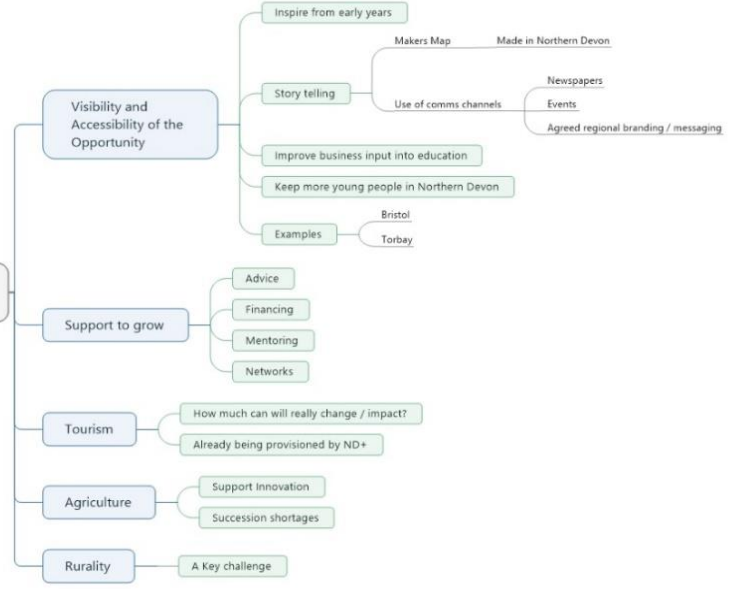 Visibility and
Accessibility of the
Opportunity
Inspire from early years
Story telling
Makers Map
Made in Northern Devon
Use of comms channels
Newspapers
Events
Agreed regional branding / messaging
Improve business input into education
Keep more young people in Northern Devon
Examples
Bristol
Torbay
Support to grow
Advice
Financing
Mentoring
Networks
Tourism
How much can will really change / impact?
Already being provisioned by ND+
Agriculture
Support Innovation
Succession shortages
Rurality
A Key challenge